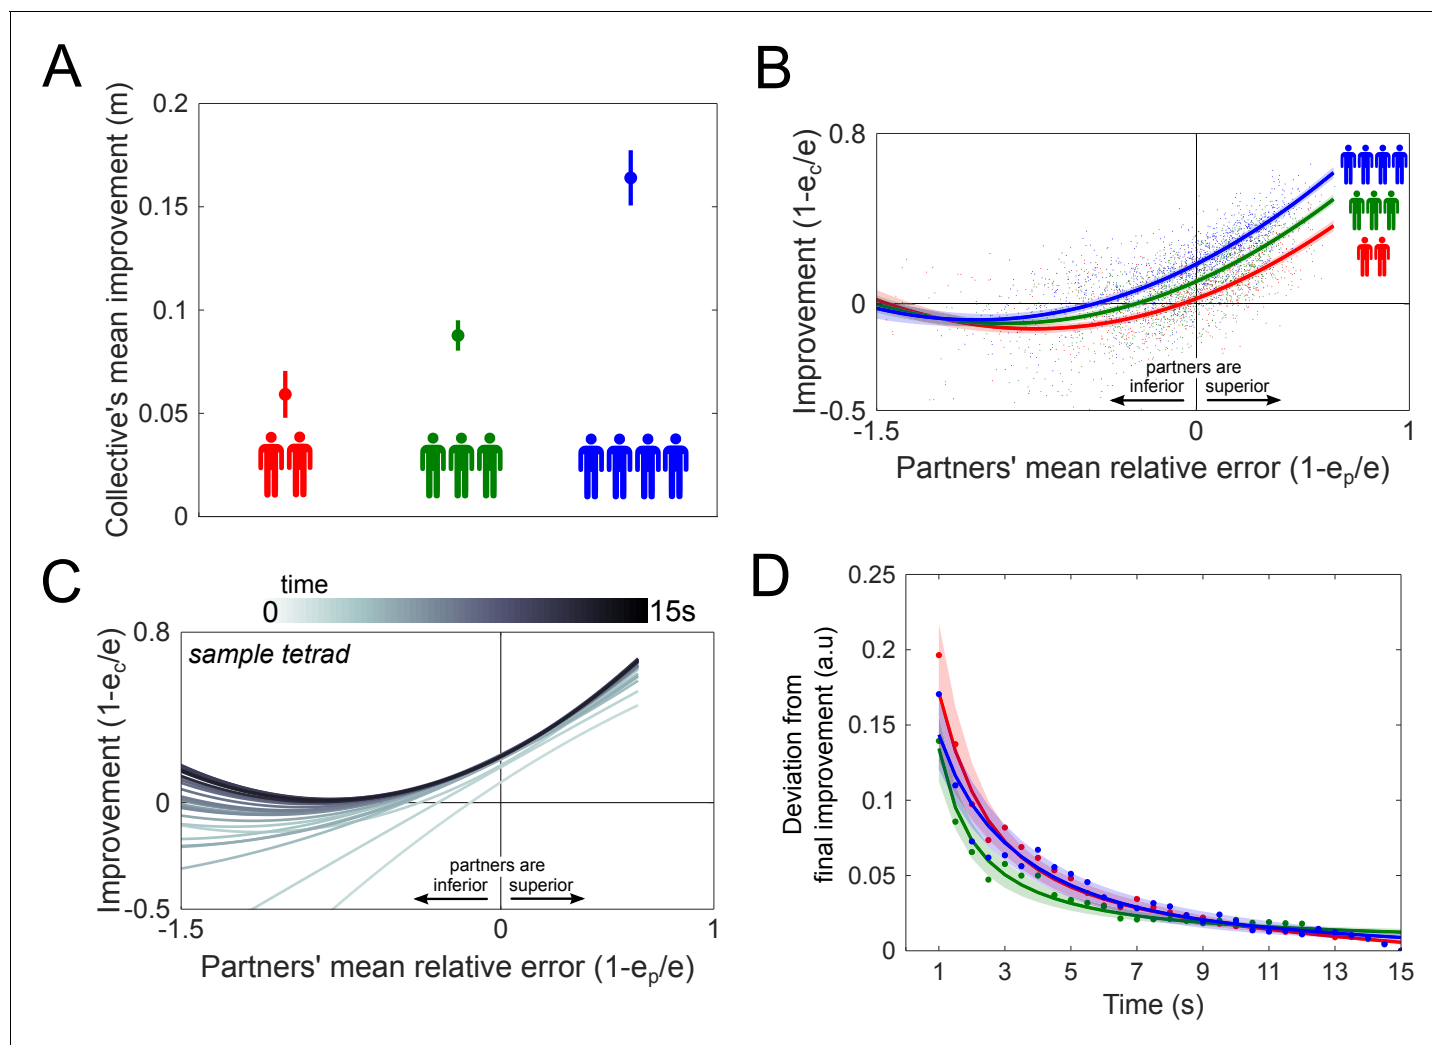 A
Collective's mean improvement (m)
0.2
0.15
0.1
0.05
0
B
Improvement (1-ec/e)
0.8
0
-0.5
partners are
inferior superior
-1.5 0 1
Partners' mean relative error (1-ep/e)
C
time
0 15s
Improvement (1-ec/e)
0.8
0
-0.5
sample tetrad
partners are
inferior superior
-1.5 0 1
Partners' mean relative error (1-ep/e)
D
Deviation from
final improvement (a.u)
0.25
0.2
0.15
0.1
0.05
0
1 3 5 7 9 11 13 15
Time (s)